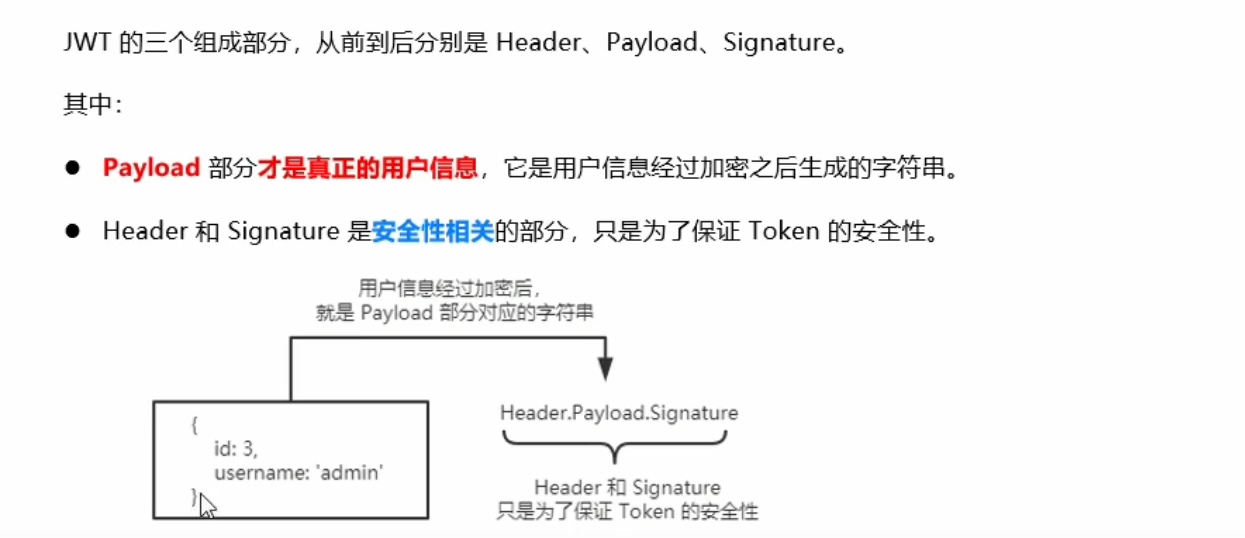 JWT 的三个组成部分，从前到后分别是 Header、Payload、Signature。
其中：
● Payload 部分才是真正的用户信息，它是用户信息经过加密之后生成的字符串。
● Header 和 Signature 是安全性相关的部分，只是为了保证 Token 的安全性。
用户信息经过加密后，
就是 Payload 部分对应的字符串
{
id: 3,
username: 'admin'
}
Header.Payload.Signature
Header 和 Signature
只是为了保证 Token 的安全性